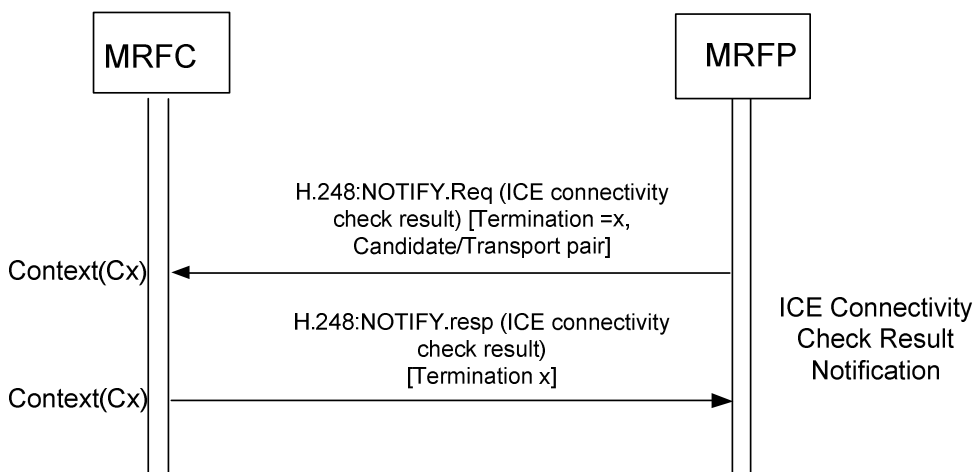 MRFC
MRFP
H.248:NOTIFY.Req (ICE connectivity
check result) [Termination =x,
Candidate/Transport pair]
Context(Cx)
H.248:NOTIFY.resp (ICE connectivity
check result)
[Termination x]
Context(Cx)
ICE Connectivity
Check Result
Notification